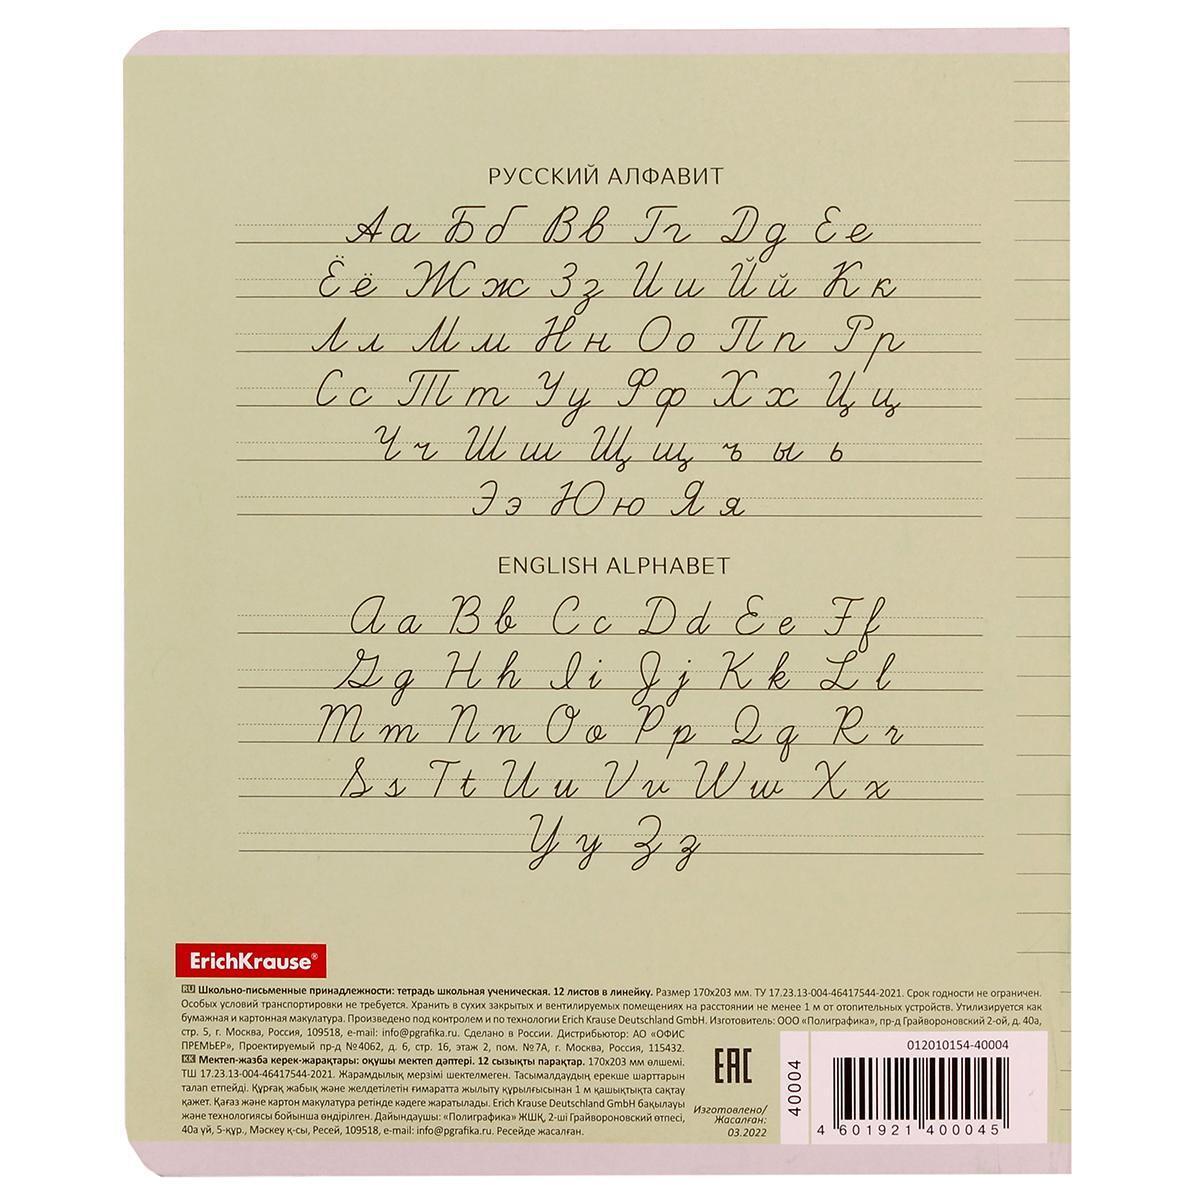 РУССКИЙ АЛФАВИТ
Аа Бб Вв Гг Дд Ее
Ёё Жж Зз Ии Йй Кк
Лл Мм Нн Оо Пп Рр
Сс Тт Уу Фф Хх Цц
Чч Шш Щщ ъ ы ь
Ээ Юю Яя
ENGLISH ALPHABET
Aa Bb Cc Dd Ee Ff
Gg Hh Ii Jj Kk Ll
Mm Nn Oo Pp Qq Rr
Ss Tt Uu Vv Ww Xx
Yy Zz
ErichKrause®
RU Школьно-письменные принадлежности: тетрадь школьная ученическая. 12 листов в линейку. Размер 170х203 мм. ТУ 17.23.13-004-46417544-2021. Срок годности не ограничен.
Особых условий транспортировки не требуется. Хранить в сухих закрытых и вентилируемых помещениях на расстоянии не менее 1 м от отопительных устройств. Утилизируется как
бумажная и картонная макулатура. Произведено под контролем и по технологии Erich Krause Deutschland GmbH. Изготовитель: ООО «Полиграфика», пр-д Грайвороновский 2-ой, д. 40а,
стр. 5, г. Москва, Россия, 109518, e-mail: info@pgrafika.ru. Сделано в России. Дистрибьютор: АО «ОФИС
ПРЕМЬЕР», Проектируемый пр-д №4062, д. 6, стр. 16, этаж 2, пом. №7А, г. Москва, Россия, 115432.
KK Мектеп-жазба керек-жарақтары: оқушы мектеп дәптері. 12 сызықты парақтар. 170х203 мм өлшемі.
ТШ 17.23.13-004-46417544-2021. Жарамдылық мерзімі шектелмеген. Тасымалдаудың ерекше шарттарын
талап етпейді. Құрғақ жабық және желдетілетін ғимаратта жылыту құрылғысынан 1 м қашықтықта сақтау
қажет. Қағаз және картон макулатура ретінде кәдеге жаратылады. Erich Krause Deutschland GmbH бақылауы
және технологиясы бойынша өндірілген. Дайындаушы: «Полиграфика» ЖШҚ, 2-ші Грайвороновский өтпесі,
40а үй, 5-құр., Мәскеу қ-сы, Ресей, 109518, e-mail: info@pgrafika.ru. Ресейде жасалған.
EAC
Изготовлено/
Жасалған:
03.2022
40004
012010154-40004
4 601921 400045